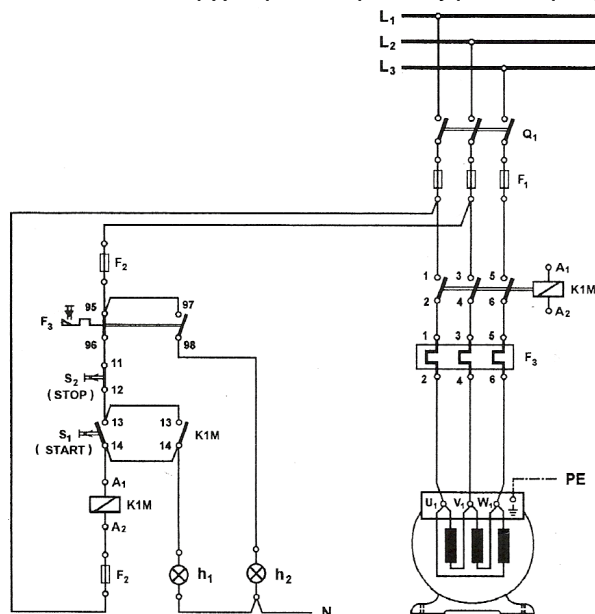 L1
L2
L3
Q1
F1
F2
1 3 5
A1
K1M
2 4 6
A2
95 97
F3
96 98
1 3 5
F3
2 4 6
11
S2
(STOP)
12
13 13
S1
K1M
(START)
14 14
A1
K1M
A2
PE
U1 V1 W1
F2
h1
h2
N